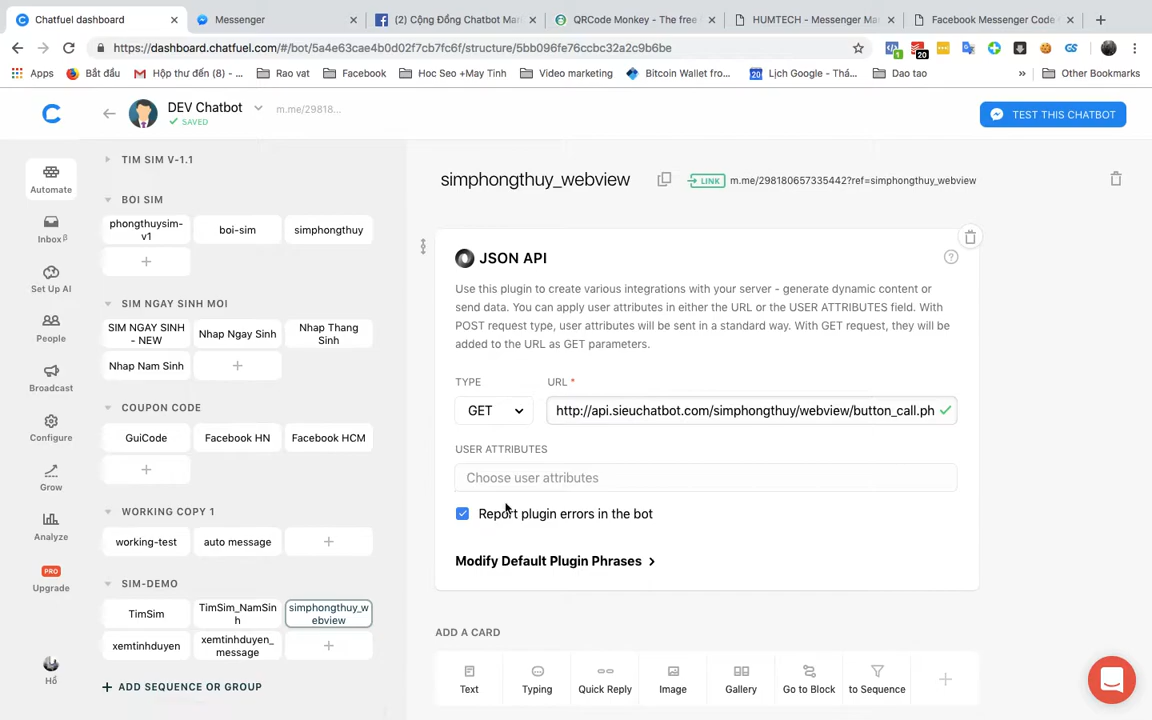 Chatfuel dashboard
Messenger
(2) Cộng Đồng Chatbot Mar
QRCode Monkey - The free
HUMTECH - Messenger Ma
Facebook Messenger Code
https://dashboard.chatfuel.com/#/bot/5a4e63cae4b0d02f7cb7fc6f/structure/5bb096fe76ccbc32a2c9b6be
1
20
Apps
Bắt đầu
Hộp thư đến (8) - ...
Rao vat
Facebook
Hoc Seo +May Tinh
Video marketing
Bitcoin Wallet fro...
20
Lịch Google - Thá...
Dao tao
»
Other Bookmarks
DEV Chatbot
m.me/29818...
SAVED
TEST THIS CHATBOT
Automate
Inbox β
Set Up AI
People
Broadcast
Configure
Grow
Analyze
PRO
Upgrade
Hồ
TIM SIM V-1.1
BOI SIM
phongthuysim-
v1
boi-sim
simphongthuy
+
SIM NGAY SINH MOI
SIM NGAY SINH
- NEW
Nhap Ngay Sinh
Nhap Thang
Sinh
Nhap Nam Sinh
+
COUPON CODE
GuiCode
Facebook HN
Facebook HCM
+
WORKING COPY 1
working-test
auto message
+
SIM-DEMO
TimSim
TimSim_NamSin
h
simphongthuy_w
ebview
xemtinhduyen
xemtinhduyen_
message
+
+ ADD SEQUENCE OR GROUP
simphongthuy_webview
LINK
m.me/298180657335442?ref=simphongthuy_webview
JSON API
?
Use this plugin to create various integrations with your server - generate dynamic content or
send data. You can apply user attributes in either the URL or the USER ATTRIBUTES field. With
POST request type, user attributes will be sent in a standard way. With GET request, they will be
added to the URL as GET parameters.
TYPE
URL *
GET
http://api.sieuchatbot.com/simphongthuy/webview/button_call.ph
USER ATTRIBUTES
Choose user attributes
Report plugin errors in the bot
Modify Default Plugin Phrases >
ADD A CARD
Text
Typing
Quick Reply
Image
Gallery
Go to Block
to Sequence
+